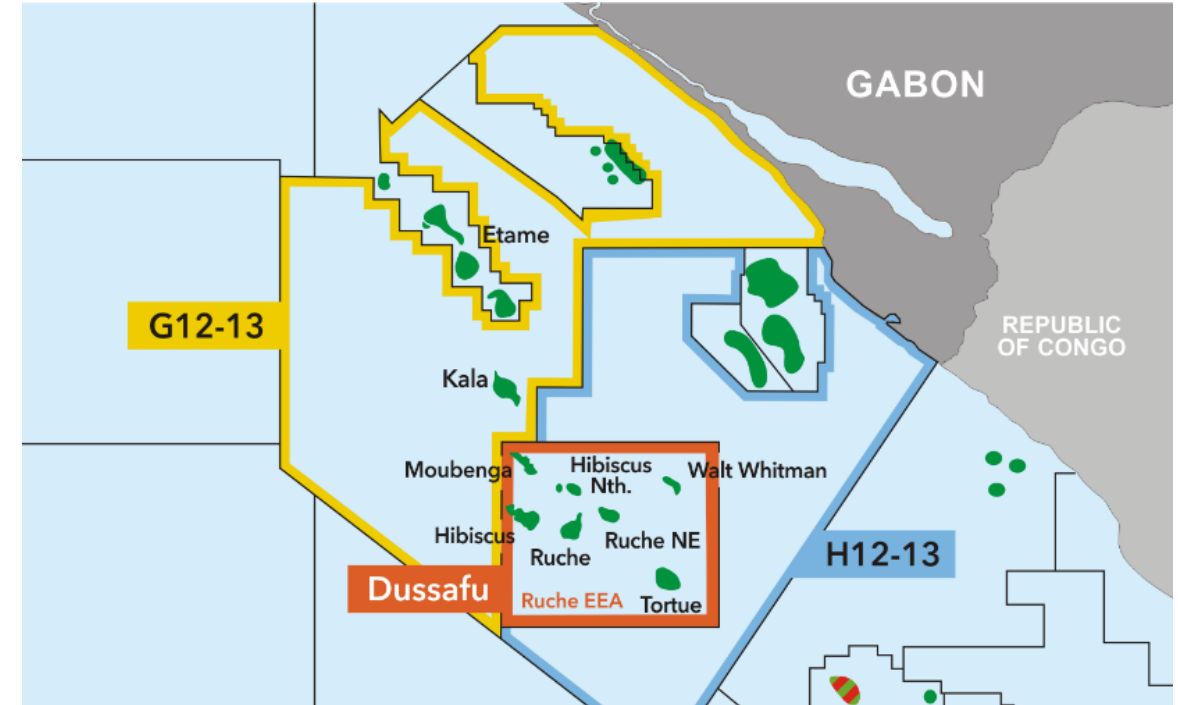 GABON
Etame
G12-13
REPUBLIC
OF CONGO
Kala
Moubenga
Hibiscus
Nth.
Walt Whitman
Hibiscus
Ruche
Ruche NE
H12-13
Dussafu
Ruche EEA
Tortue